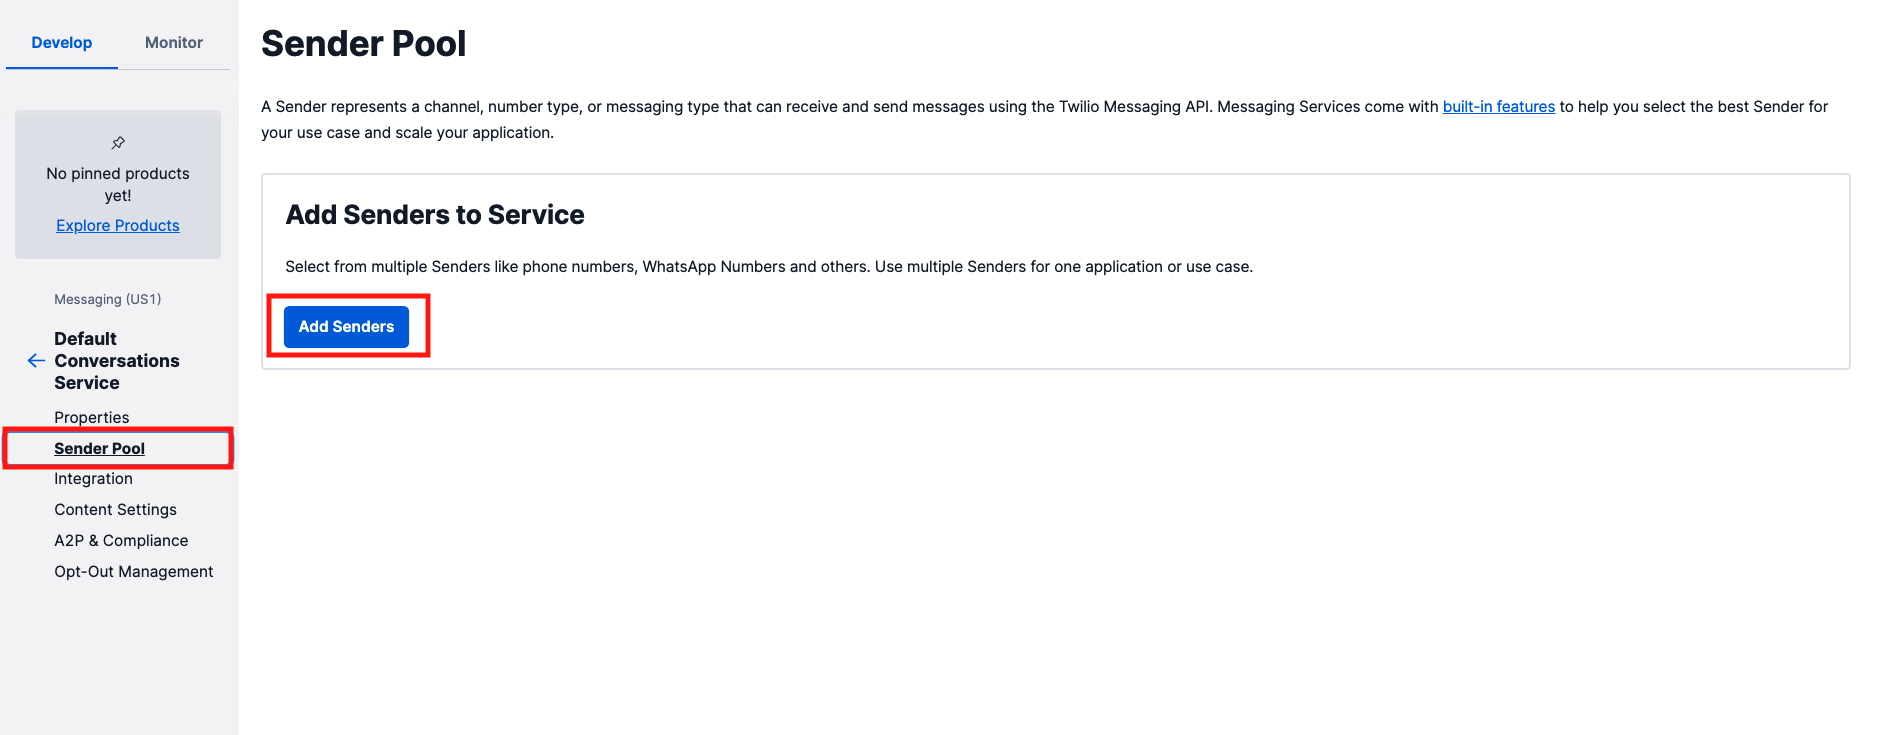 Develop
Monitor
No pinned products
yet!
Explore Products
Messaging (US1)
Default
Conversations
Service
Properties
Sender Pool
Integration
Content Settings
A2P & Compliance
Opt-Out Management
Sender Pool
A Sender represents a channel, number type, or messaging type that can receive and send messages using the Twilio Messaging API. Messaging Services come with built-in features to help you select the best Sender for
your use case and scale your application.
Add Senders to Service
Select from multiple Senders like phone numbers, WhatsApp Numbers and others. Use multiple Senders for one application or use case.
Add Senders